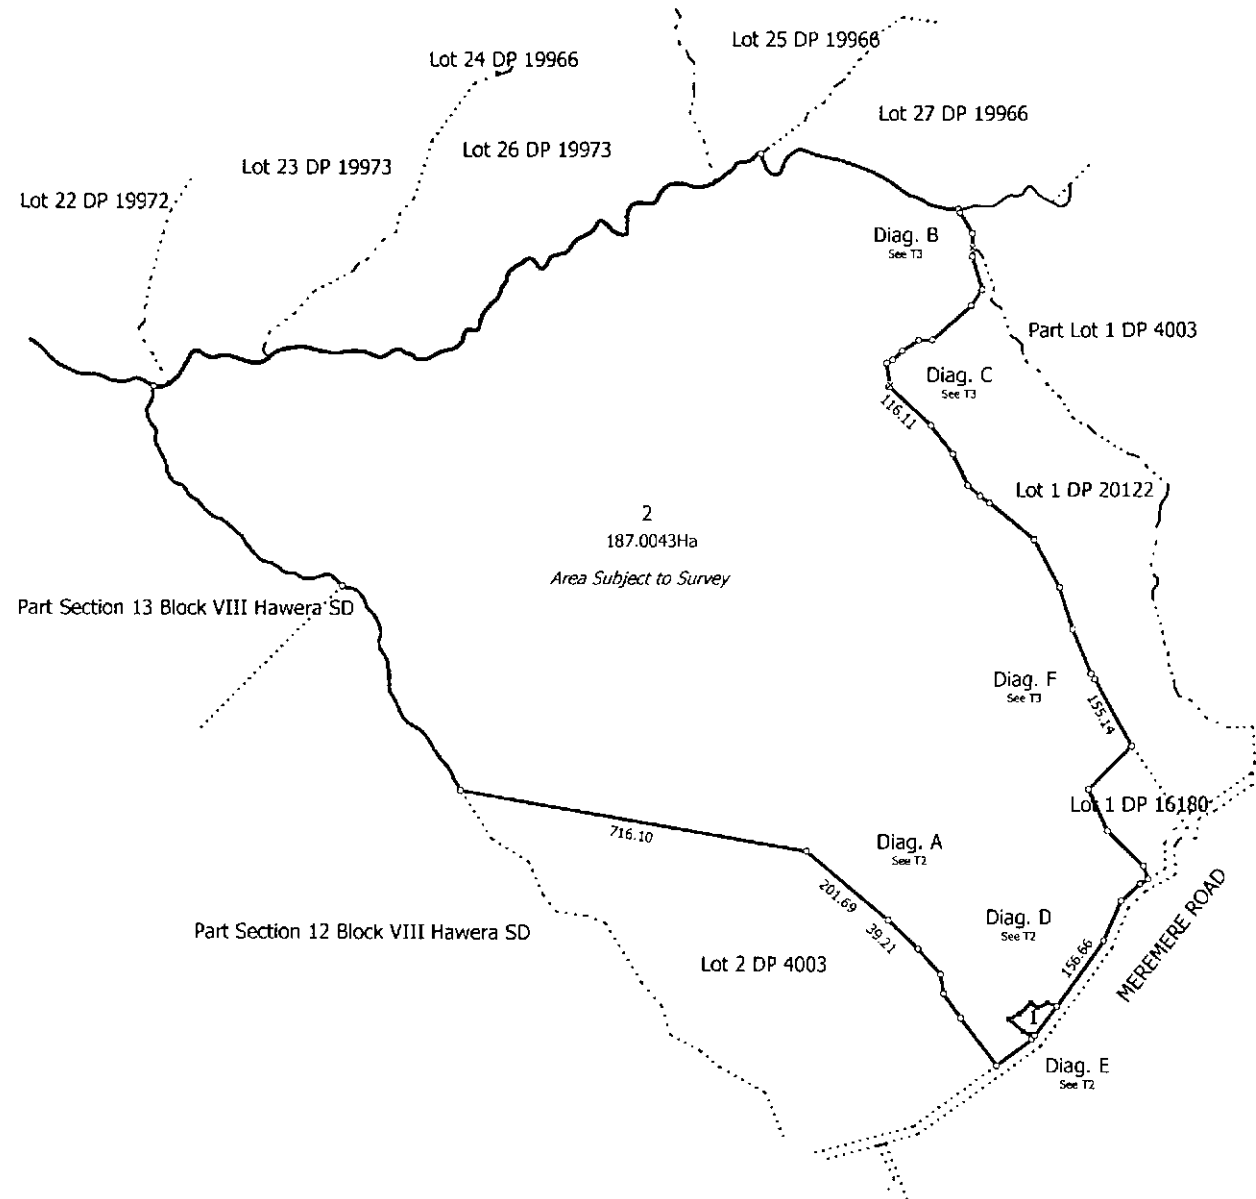 Lot 25 DP 19966
Lot 24 DP 19966
Lot 27 DP 19966
Lot 26 DP 19973
Lot 23 DP 19973
Lot 22 DP 19972
Diag. B
See T3
Part Lot 1 DP 4003
Diag. C
See T3
116.11
Lot 1 DP 20122
2
187.0043Ha
Area Subject to Survey
Part Section 13 Block VIII Hawera SD
Diag. F
See T3
155.14
Lot 1 DP 16180
716.10
Diag. A
See T2
201.69
39.21
Diag. D
See T2
156.66
MEREMERE ROAD
Part Section 12 Block VIII Hawera SD
Lot 2 DP 4003
1
Diag. E
See T2